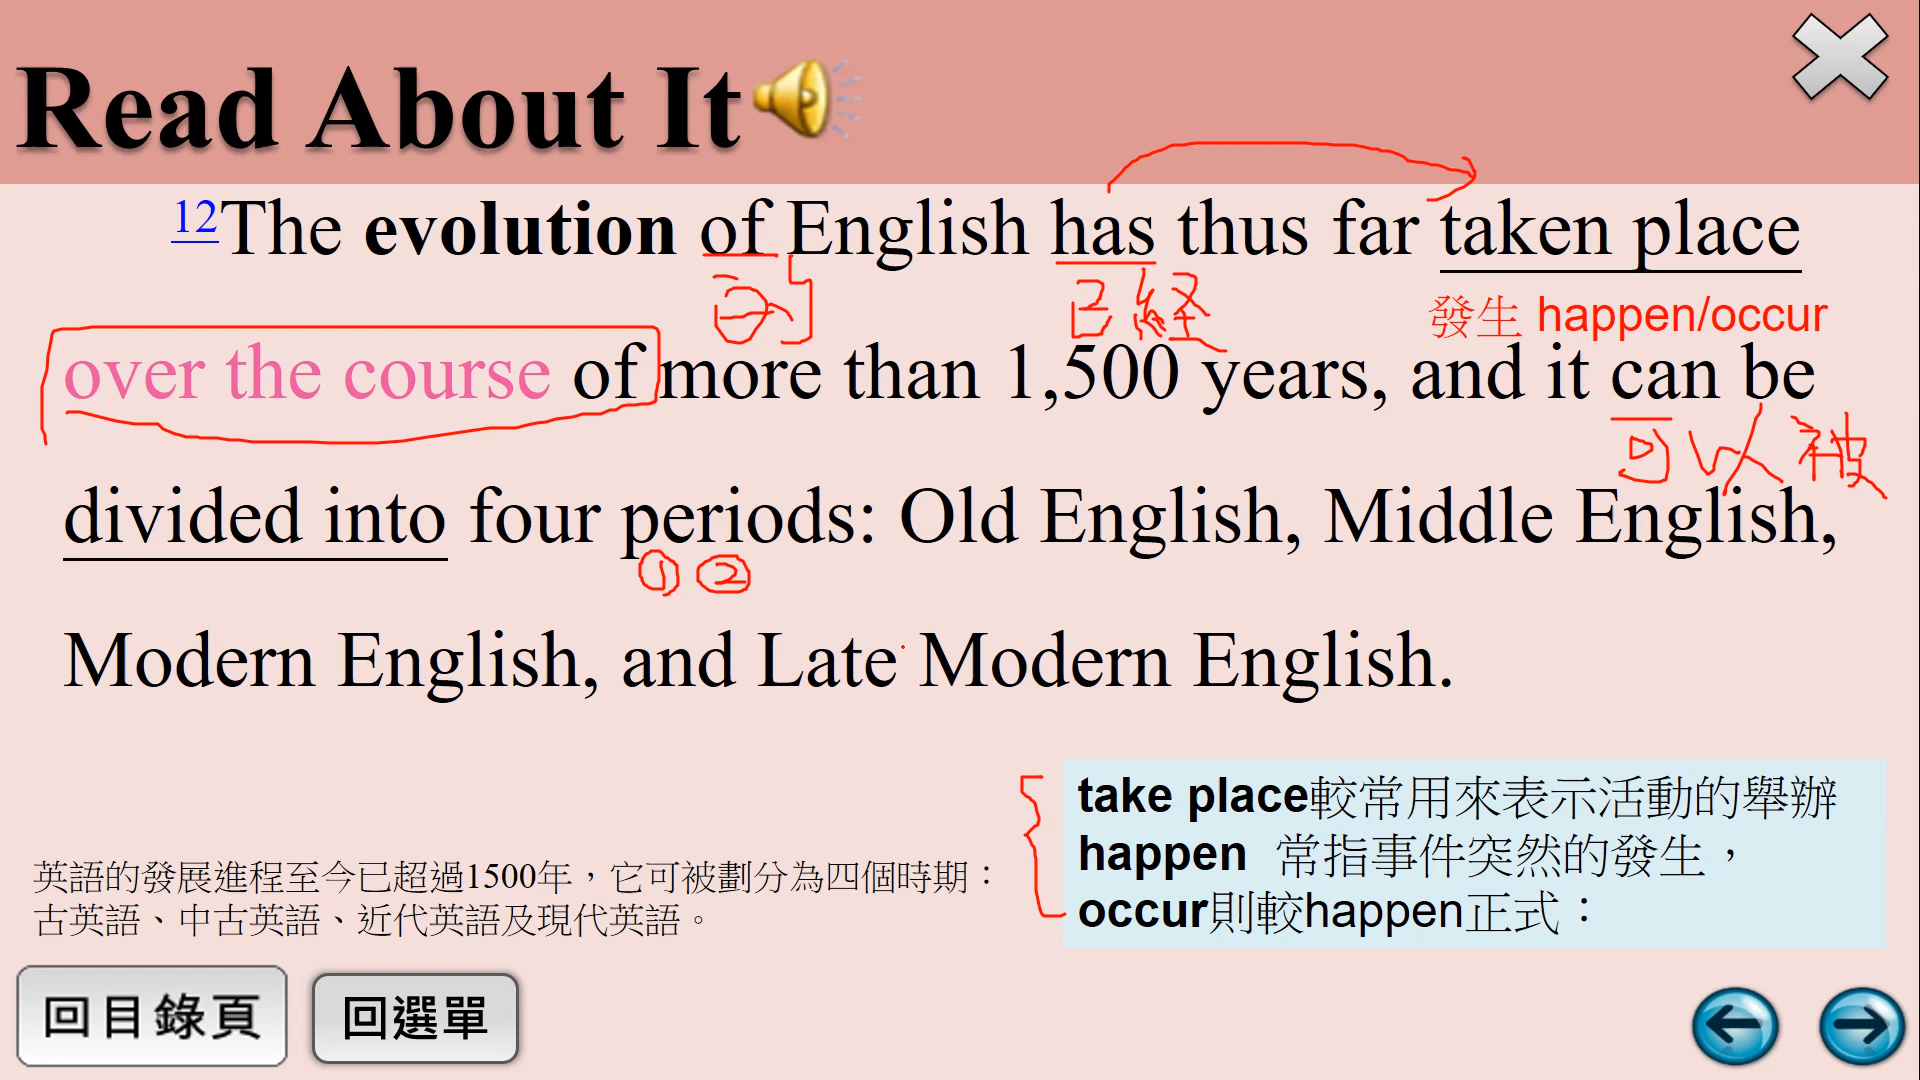 Read About It
12The evolution of English has thus far taken place
已経
發生 happen/occur
over the course of more than 1,500 years, and it can be
可以被
divided into four periods: Old English, Middle English,
① ②
Modern English, and Late Modern English.
take place較常用來表示活動的舉辦
happen 常指事件突然的發生，
occur則較happen正式：
英語的發展進程至今已超過1500年，它可被劃分為四個時期：
古英語、中古英語、近代英語及現代英語。
回目錄頁
回選單